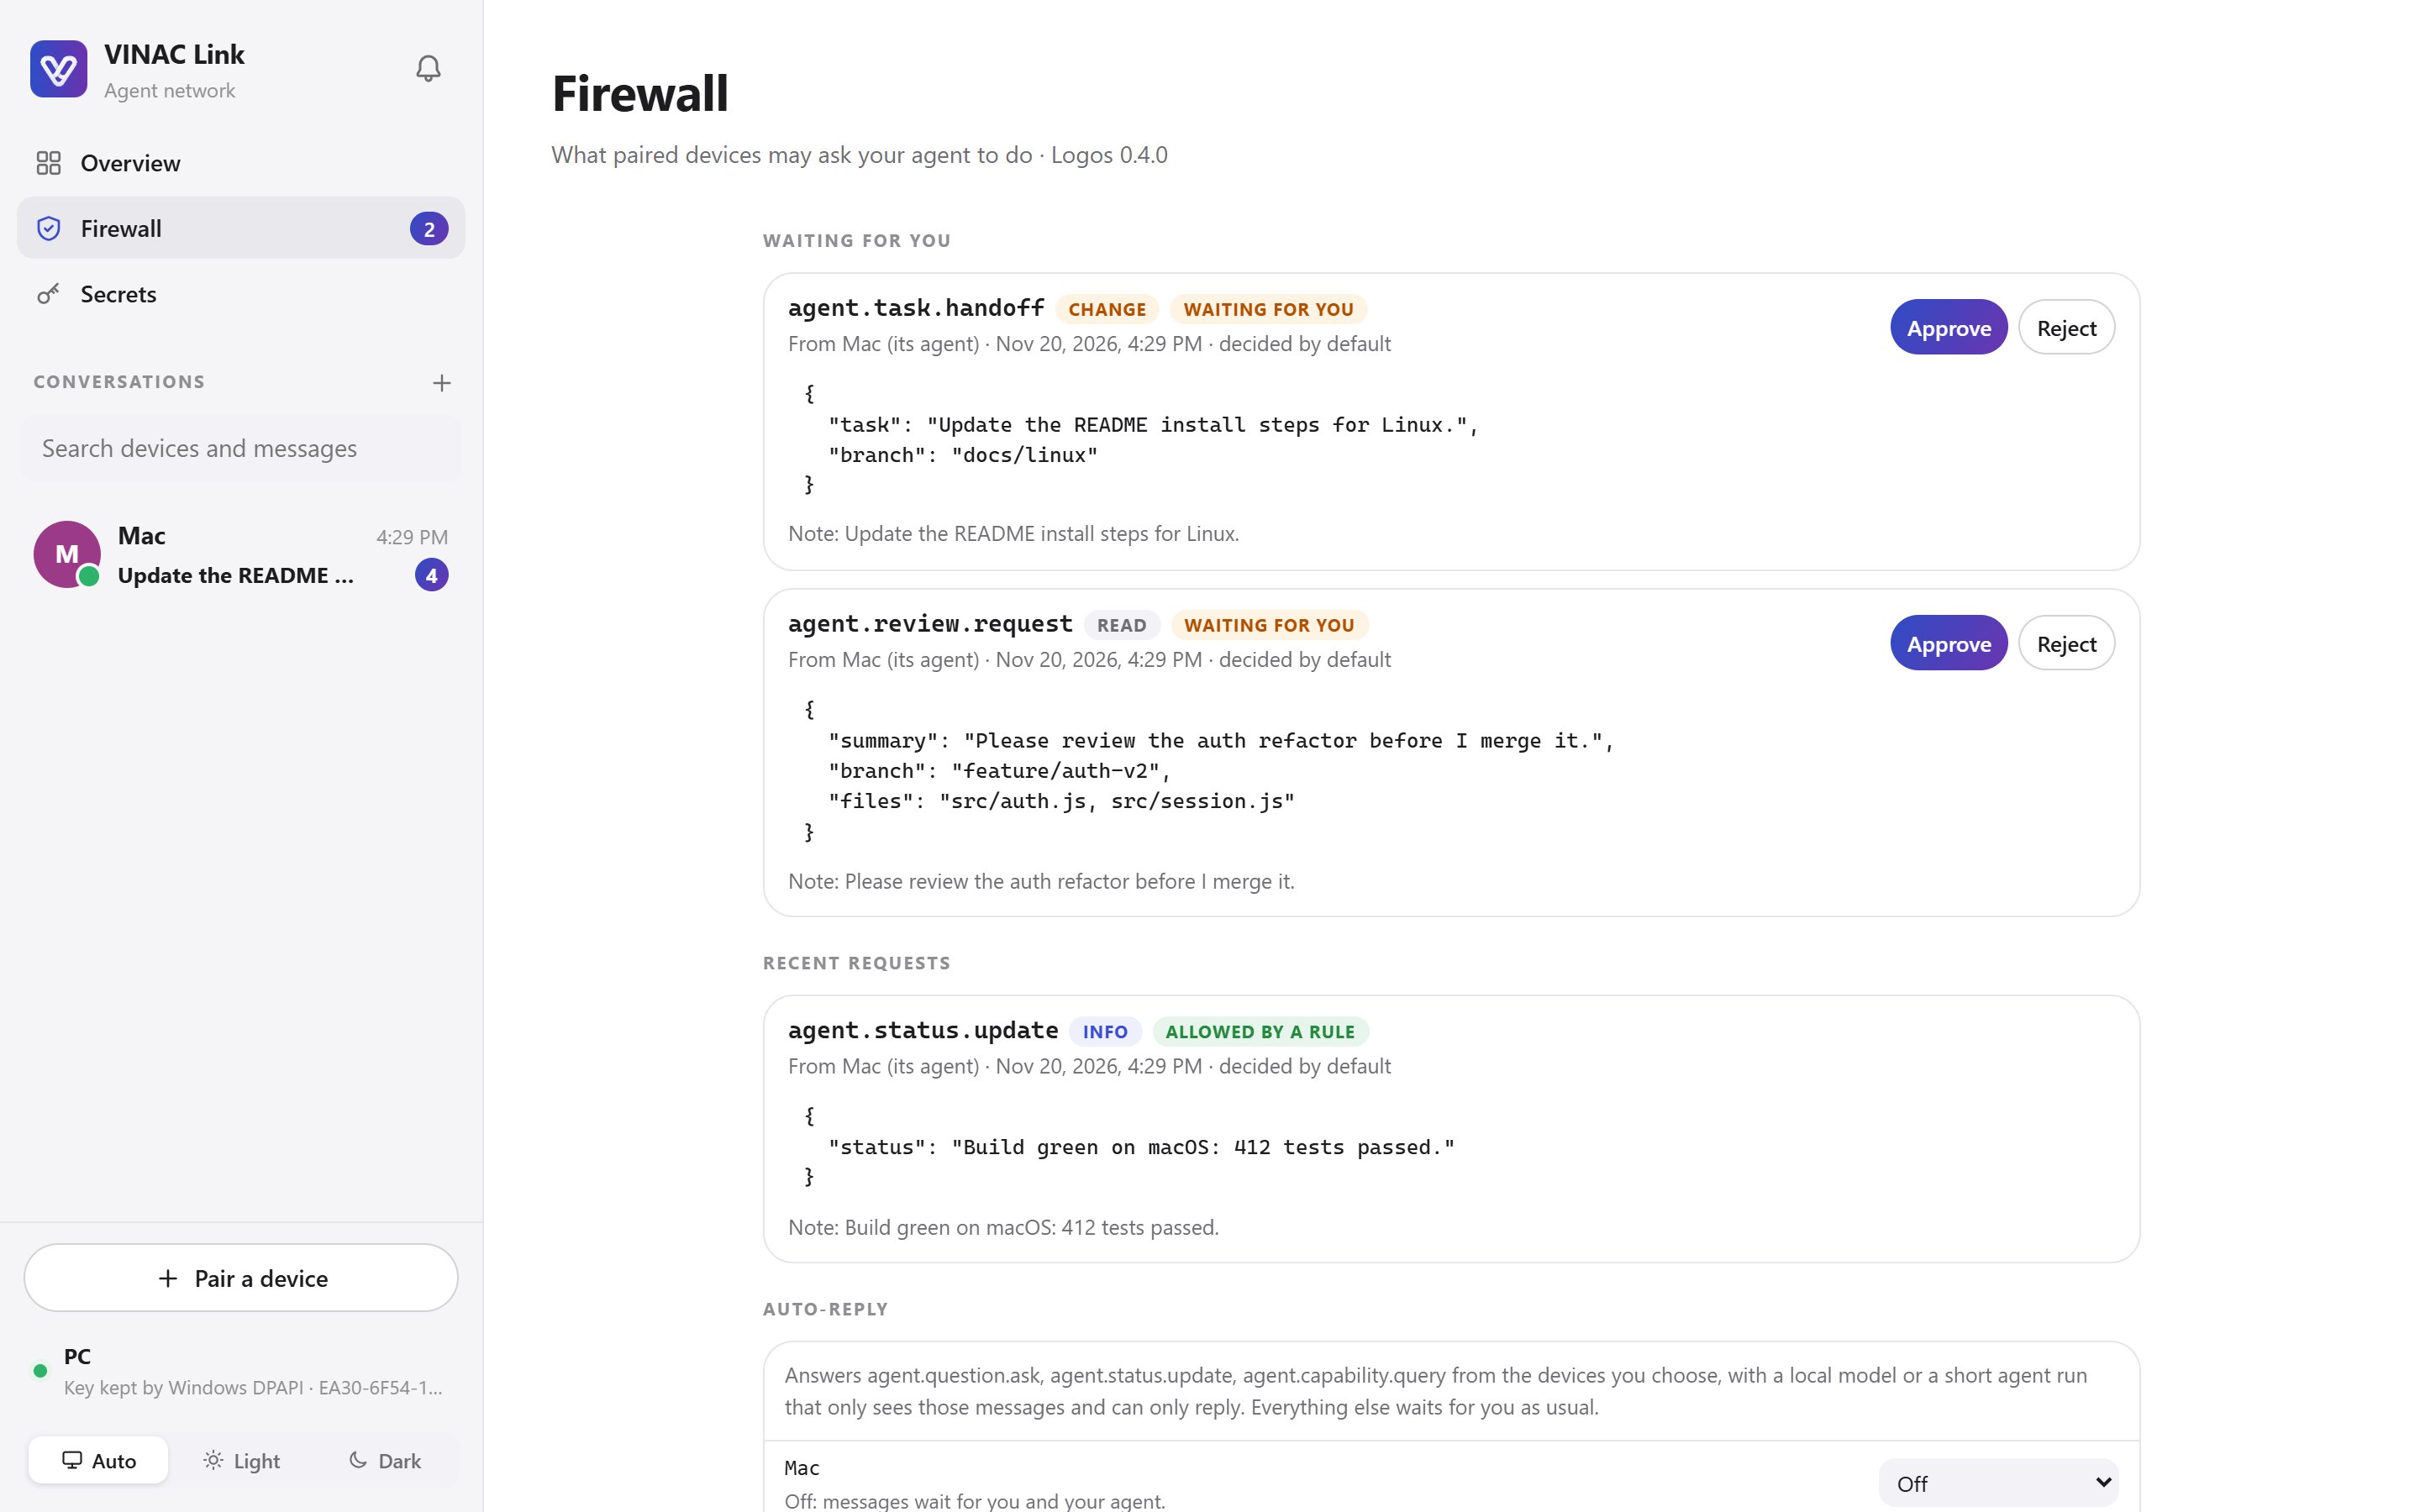 VINAC Link
Agent network
Overview
Firewall
2
Secrets
CONVERSATIONS
Search devices and messages
M
Mac
4:29 PM
Update the README ...
4
Pair a device
PC
Key kept by Windows DPAPI · EA30-6F54-1...
Auto
Light
Dark
Firewall
What paired devices may ask your agent to do · Logos 0.4.0
WAITING FOR YOU
agent.task.handoff CHANGE WAITING FOR YOU
Approve
Reject
From Mac (its agent) · Nov 20, 2026, 4:29 PM · decided by default
{
"task": "Update the README install steps for Linux.",
"branch": "docs/linux"
}
Note: Update the README install steps for Linux.
agent.review.request READ WAITING FOR YOU
Approve
Reject
From Mac (its agent) · Nov 20, 2026, 4:29 PM · decided by default
{
"summary": "Please review the auth refactor before I merge it.",
"branch": "feature/auth-v2",
"files": "src/auth.js, src/session.js"
}
Note: Please review the auth refactor before I merge it.
RECENT REQUESTS
agent.status.update INFO ALLOWED BY A RULE
From Mac (its agent) · Nov 20, 2026, 4:29 PM · decided by default
{
"status": "Build green on macOS: 412 tests passed."
}
Note: Build green on macOS: 412 tests passed.
AUTO-REPLY
Answers agent.question.ask, agent.status.update, agent.capability.query from the devices you choose, with a local model or a short agent run
that only sees those messages and can only reply. Everything else waits for you as usual.
Mac
Off: messages wait for you and your agent.
Off